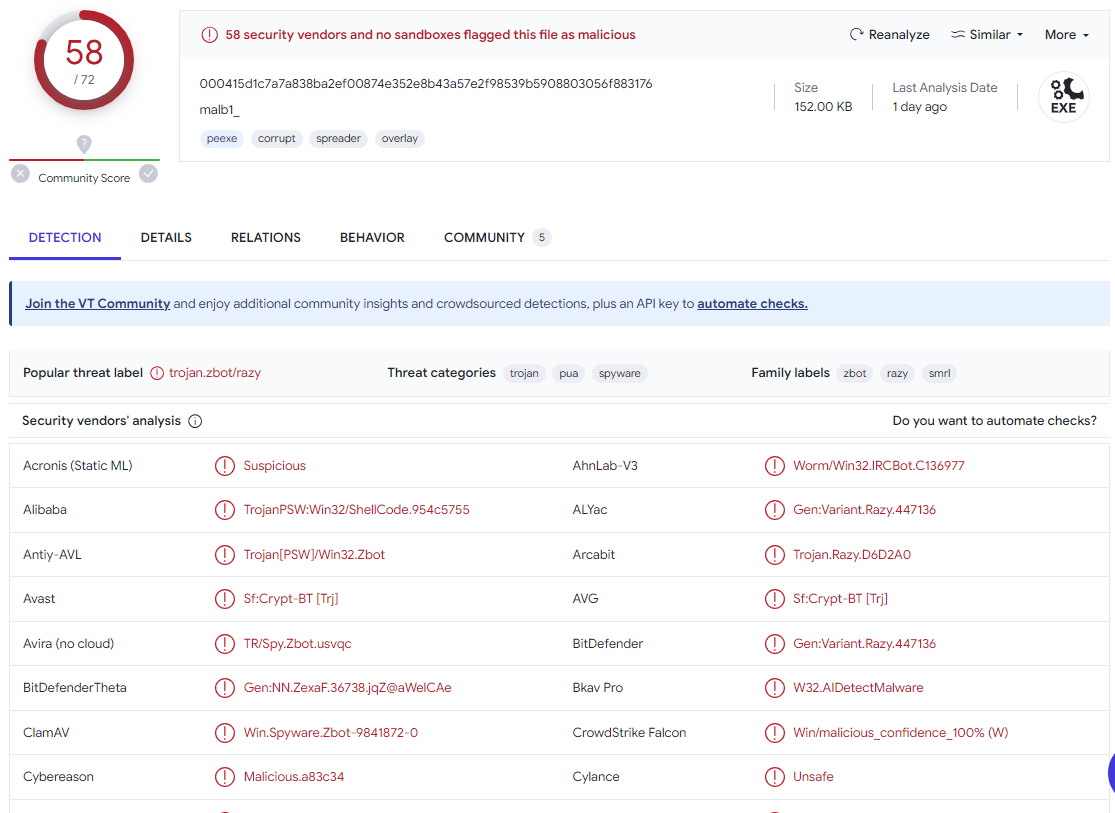 58
/ 72
?
Community Score
58 security vendors and no sandboxes flagged this file as malicious
Reanalyze
Similar
More
000415d1c7a7a838ba2ef00874e352e8b43a57e2f98539b5908803056f883176
malb1_
peexe corrupt spreader overlay
Size
152.00 KB
Last Analysis Date
1 day ago
EXE
DETECTION DETAILS RELATIONS BEHAVIOR COMMUNITY 5
Join the VT Community and enjoy additional community insights and crowdsourced detections, plus an API key to automate checks.
Popular threat label trojan.zbot/razy Threat categories trojan pua spyware Family labels zbot razy smrl
Security vendors' analysis Do you want to automate checks?
Acronis (Static ML) Suspicious AhnLab-V3 Worm/Win32.IRCBot.C136977
Alibaba TrojanPSW:Win32/ShellCode.954c5755 ALYac Gen:Variant.Razy.447136
Antiy-AVL Trojan[PSW]/Win32.Zbot Arcabit Trojan.Razy.D6D2A0
Avast Sf:Crypt-BT [Trj] AVG Sf:Crypt-BT [Trj]
Avira (no cloud) TR/Spy.Zbot.usvqc BitDefender Gen:Variant.Razy.447136
BitDefenderTheta Gen:NN.ZexaF.36738.jqZ@aWelCAe Bkav Pro W32.AIDetectMalware
ClamAV Win.Spyware.Zbot-9841872-0 CrowdStrike Falcon Win/malicious_confidence_100% (W)
Cybereason Malicious.a83c34 Cylance Unsafe